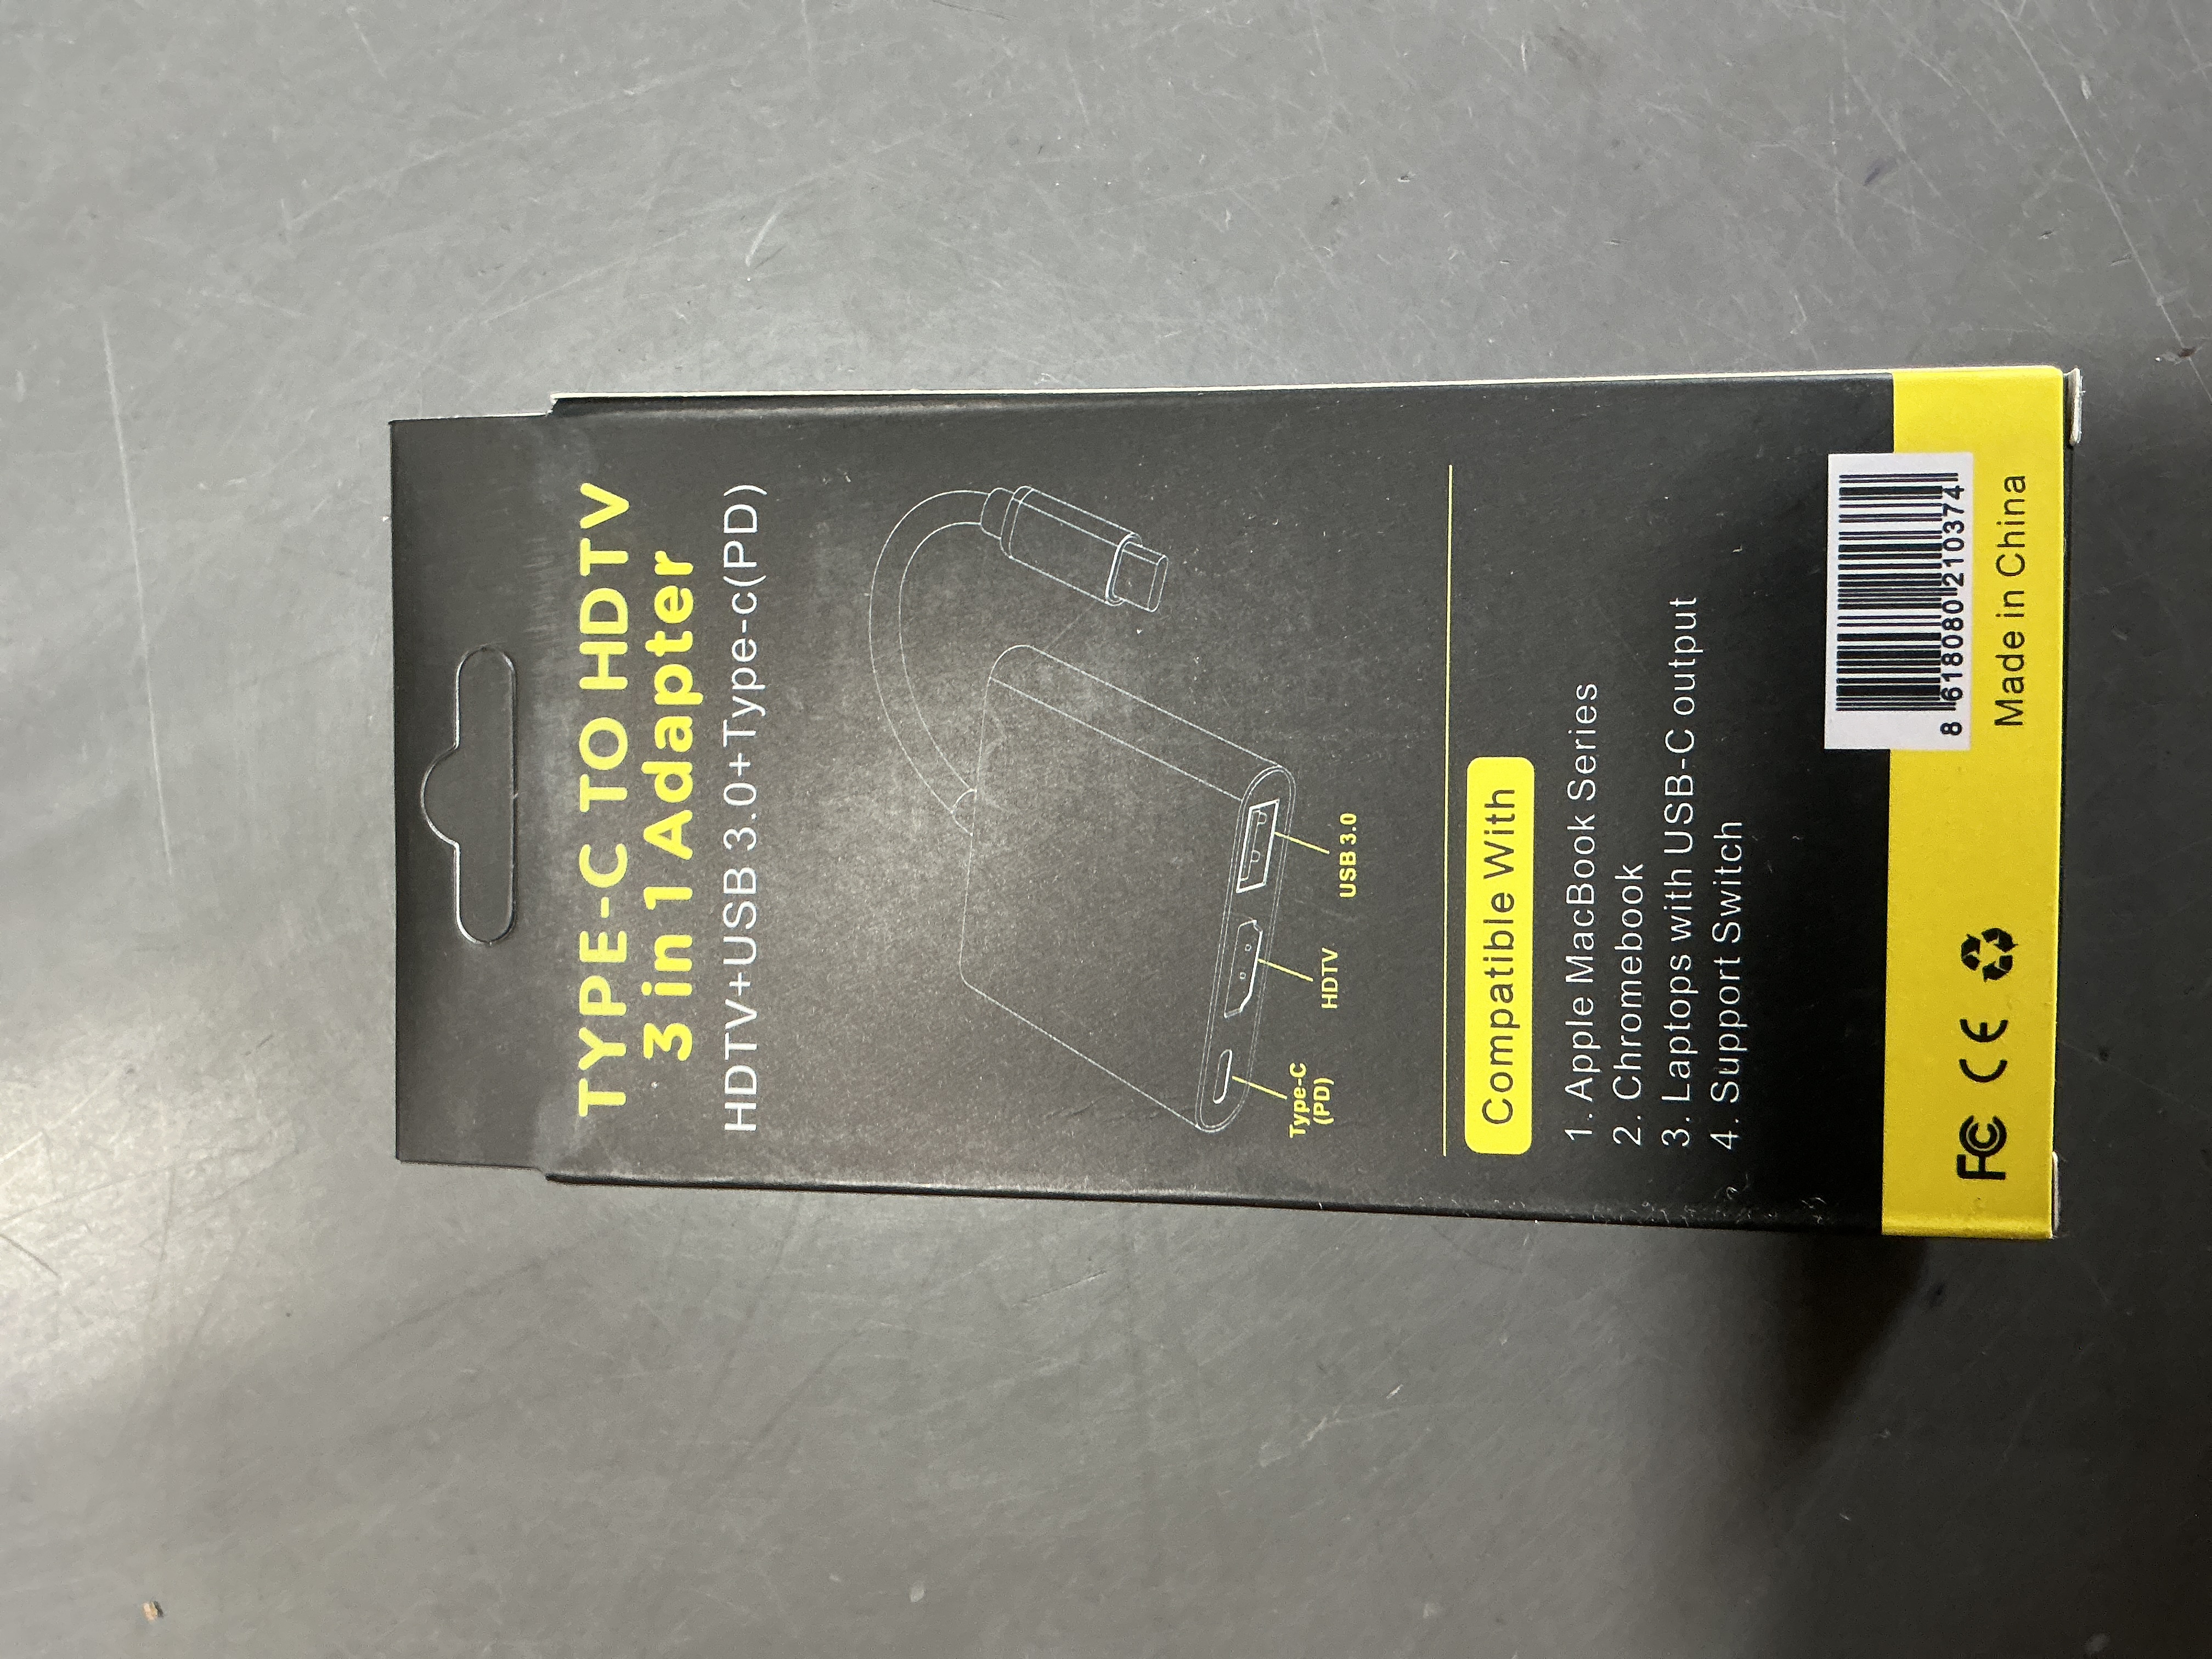 TYPE-C TO HDTV
3 in 1 Adapter
HDTV+USB 3.0+Type-c(PD)
Type-C
(PD)
HDTV
USB 3.0
Compatible With
1. Apple MacBook Series
2. Chromebook
3. Laptops with USB-C output
4. Support Switch
8 618080 210374
FC CE
Made in China